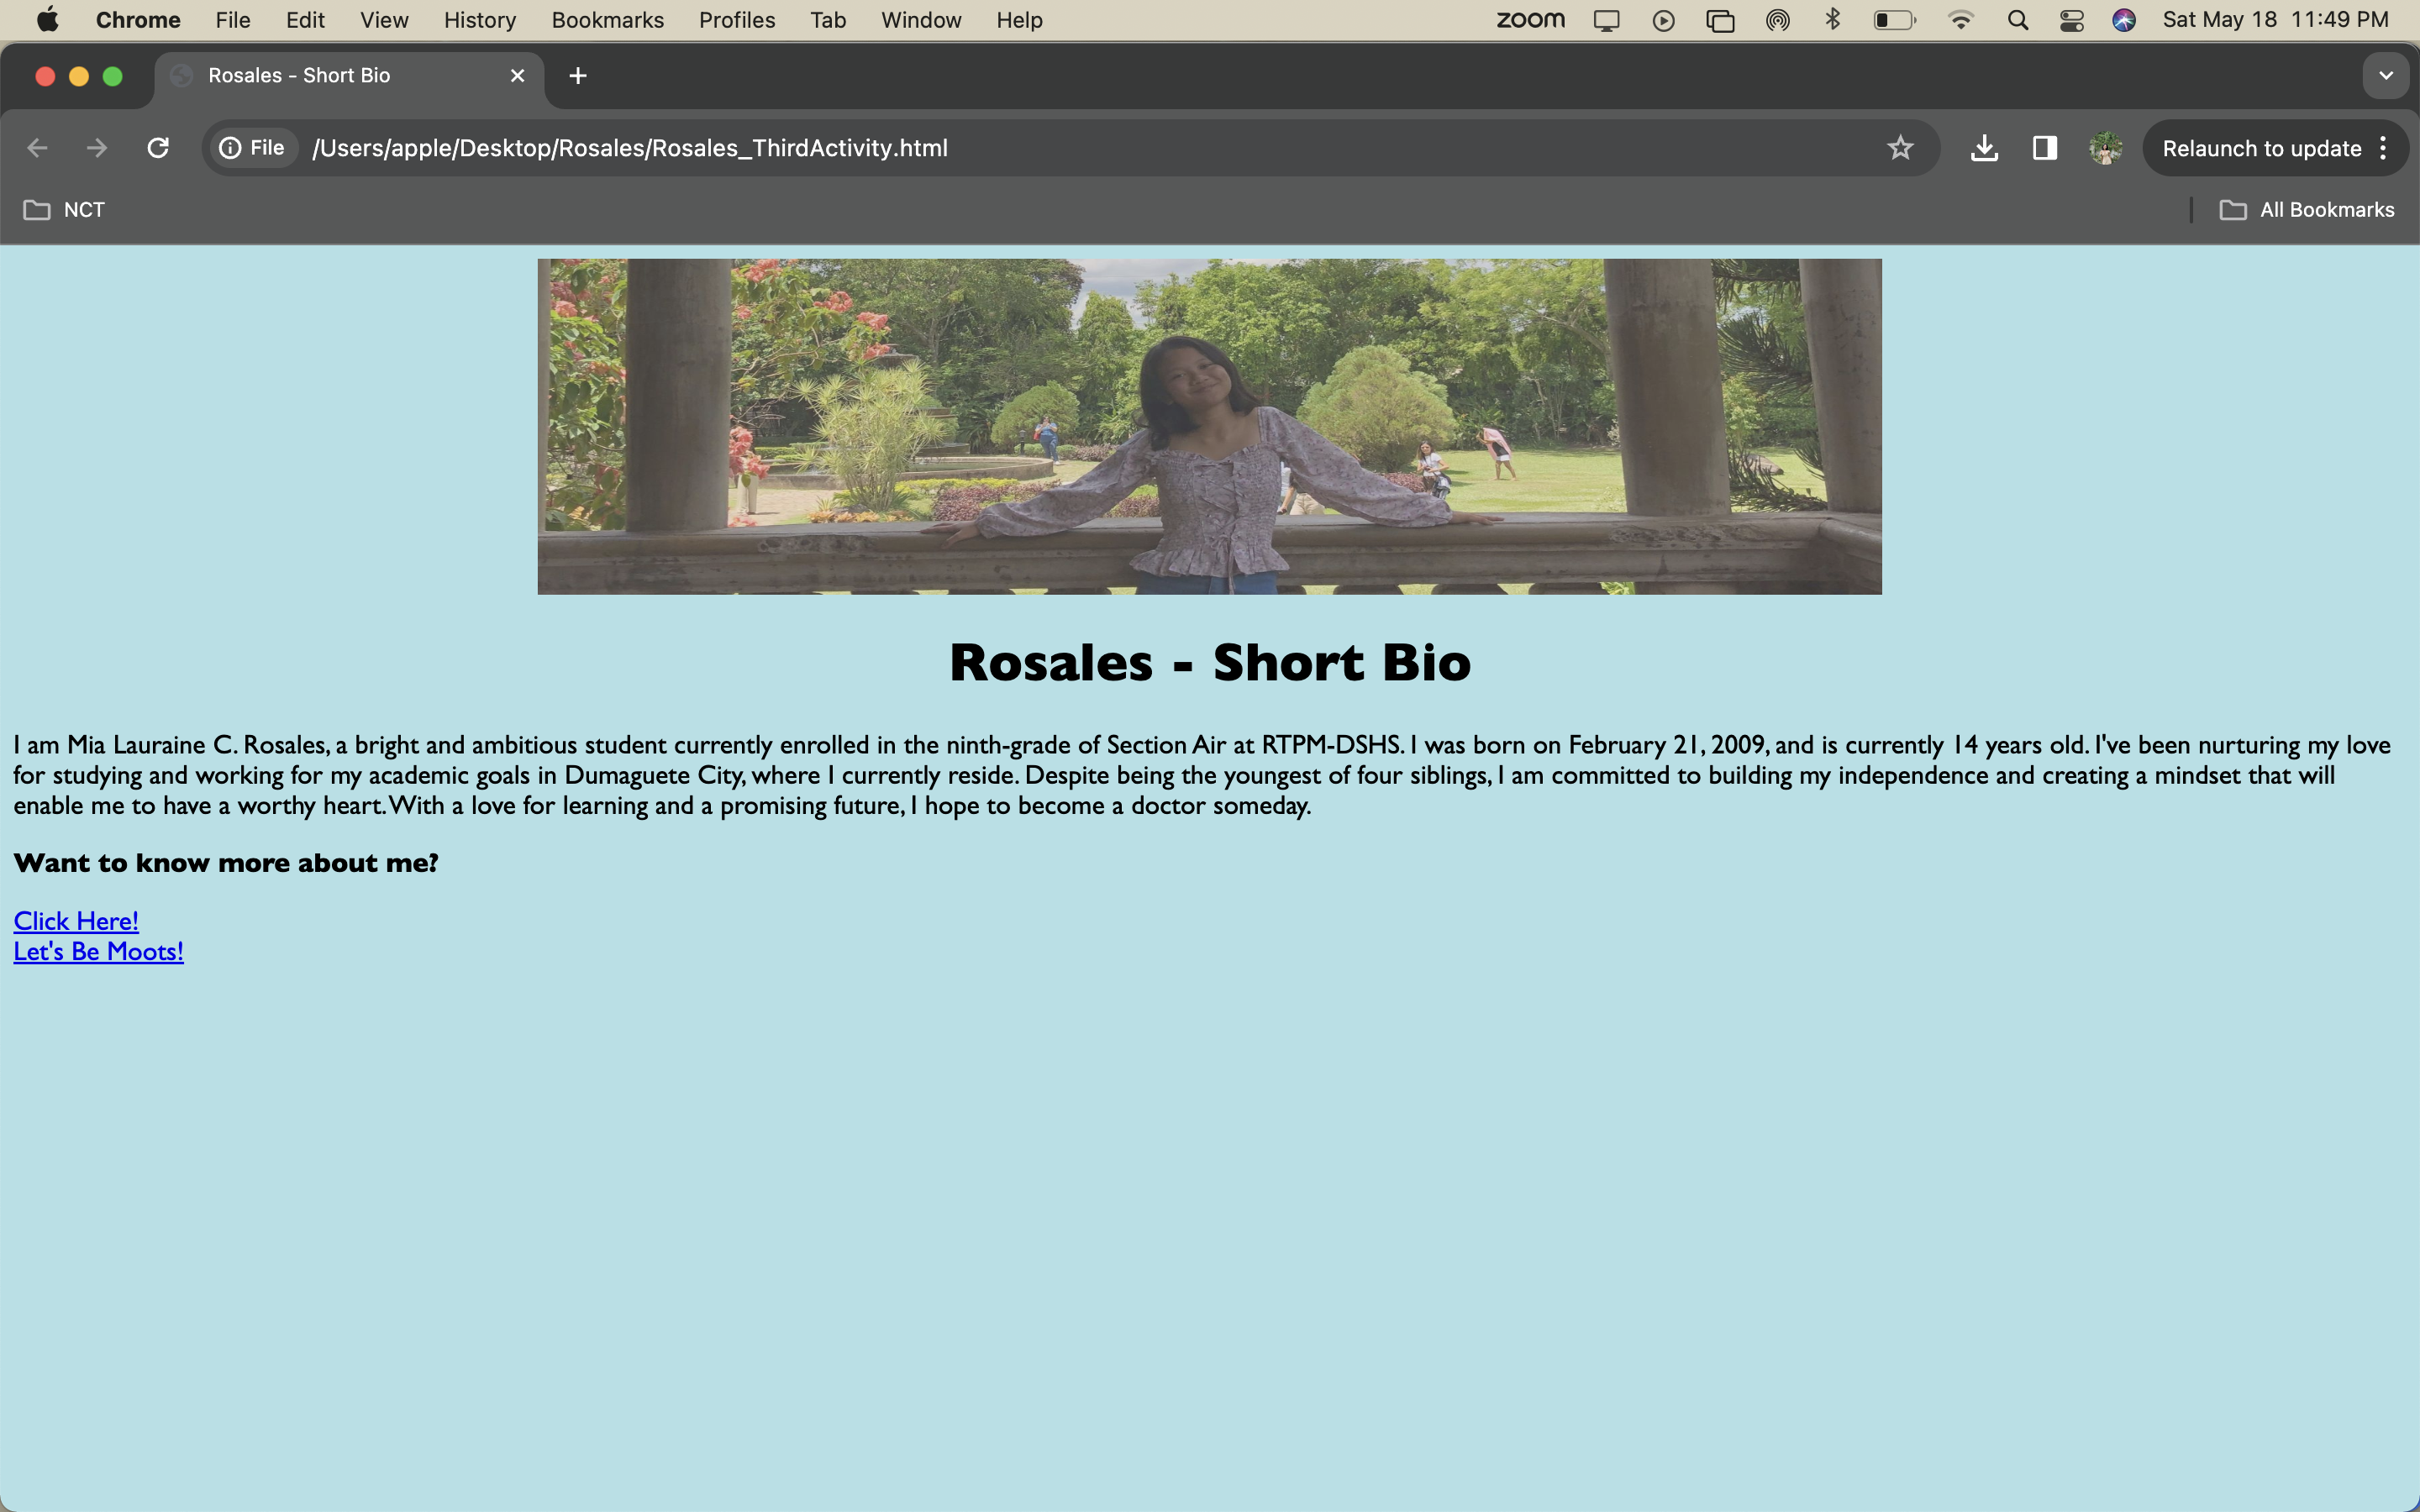 Chrome File Edit View History Bookmarks Profiles Tab Window Help zoom Sat May 18 11:49 PM
Rosales - Short Bio
File /Users/apple/Desktop/Rosales/Rosales_ThirdActivity.html Relaunch to update
NCT All Bookmarks
Rosales - Short Bio
I am Mia Lauraine C. Rosales, a bright and ambitious student currently enrolled in the ninth-grade of Section Air at RTPM-DSHS. I was born on February 21, 2009, and is currently 14 years old. I've been nurturing my love
for studying and working for my academic goals in Dumaguete City, where I currently reside. Despite being the youngest of four siblings, I am committed to building my independence and creating a mindset that will
enable me to have a worthy heart. With a love for learning and a promising future, I hope to become a doctor someday.
Want to know more about me?
Click Here!
Let's Be Moots!